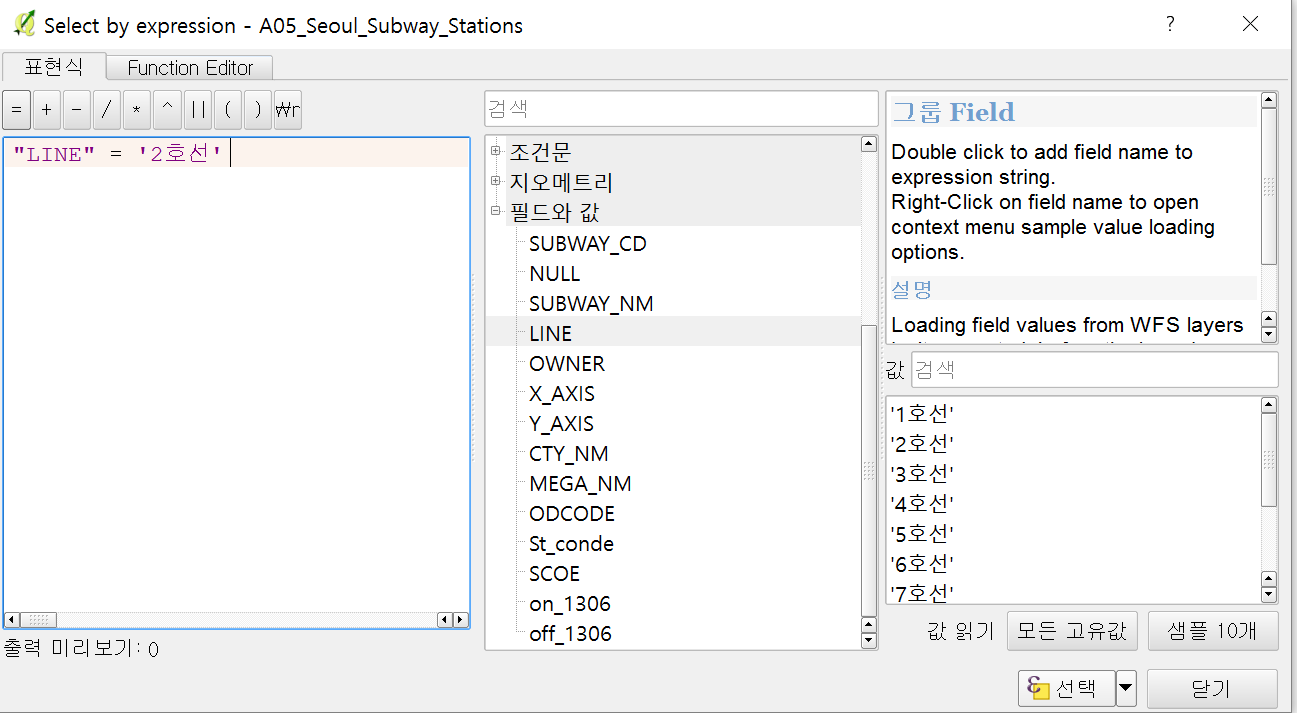 Select by expression - A05_Seoul_Subway_Stations
?
표현식
Function Editor
= + - / * ^ || ( ) ₩r
"LINE" = '2호선'
출력 미리보기: 0
검색
조건문
지오메트리
필드와 값
SUBWAY_CD
NULL
SUBWAY_NM
LINE
OWNER
X_AXIS
Y_AXIS
CTY_NM
MEGA_NM
ODCODE
St_conde
SCOE
on_1306
off_1306
그룹 Field
Double click to add field name to
expression string.
Right-Click on field name to open
context menu sample value loading
options.
설명
Loading field values from WFS layers
값 검색
'1호선'
'2호선'
'3호선'
'4호선'
'5호선'
'6호선'
'7호선'
값 읽기 모든 고유값 샘플 10개
선택 닫기